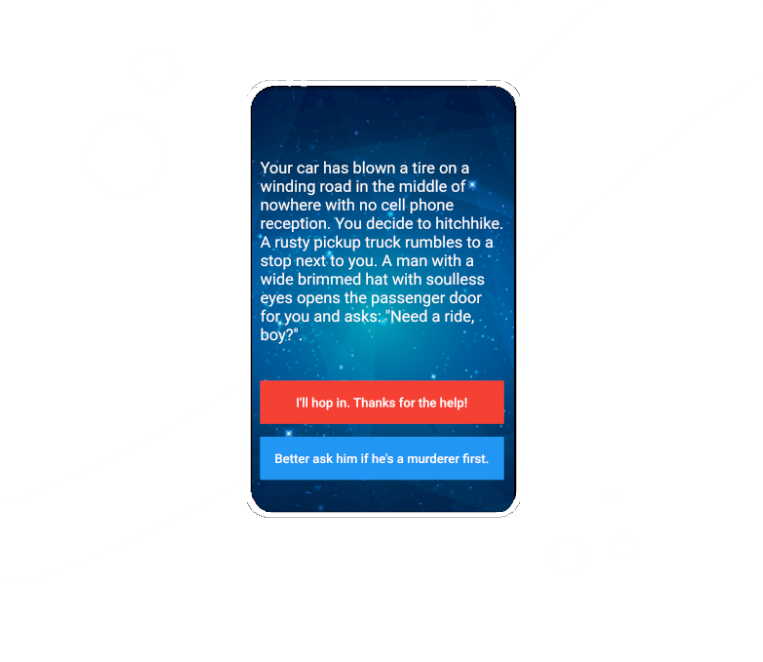 Your car has blown a tire on a
winding road in the middle of
nowhere with no cell phone
reception. You decide to hitchhike.
A rusty pickup truck rumbles to a
stop next to you. A man with a
wide brimmed hat with soulless
eyes opens the passenger door
for you and asks: "Need a ride,
boy?".
I'll hop in. Thanks for the help!
Better ask him if he's a murderer first.